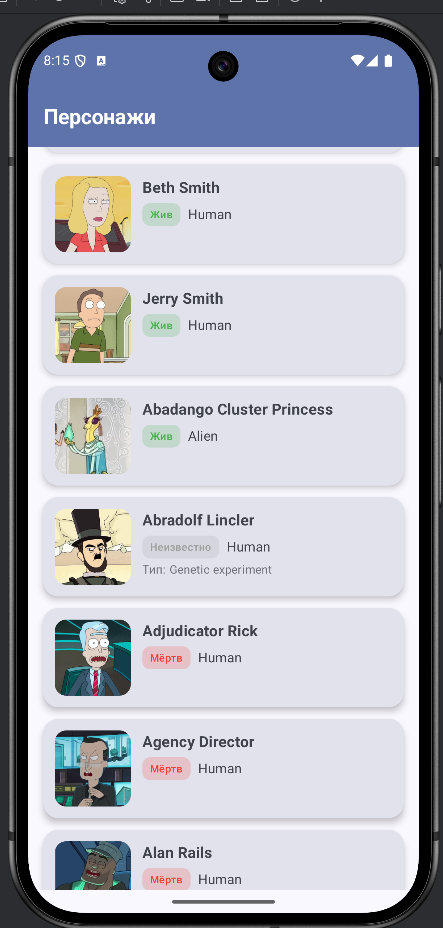 8:15
Персонажи
Beth Smith
Жив Human
Jerry Smith
Жив Human
Abadango Cluster Princess
Жив Alien
Abradolf Lincler
Неизвестно Human
Тип: Genetic experiment
Adjudicator Rick
Мёртв Human
Agency Director
Мёртв Human
Alan Rails
Мёртв Human